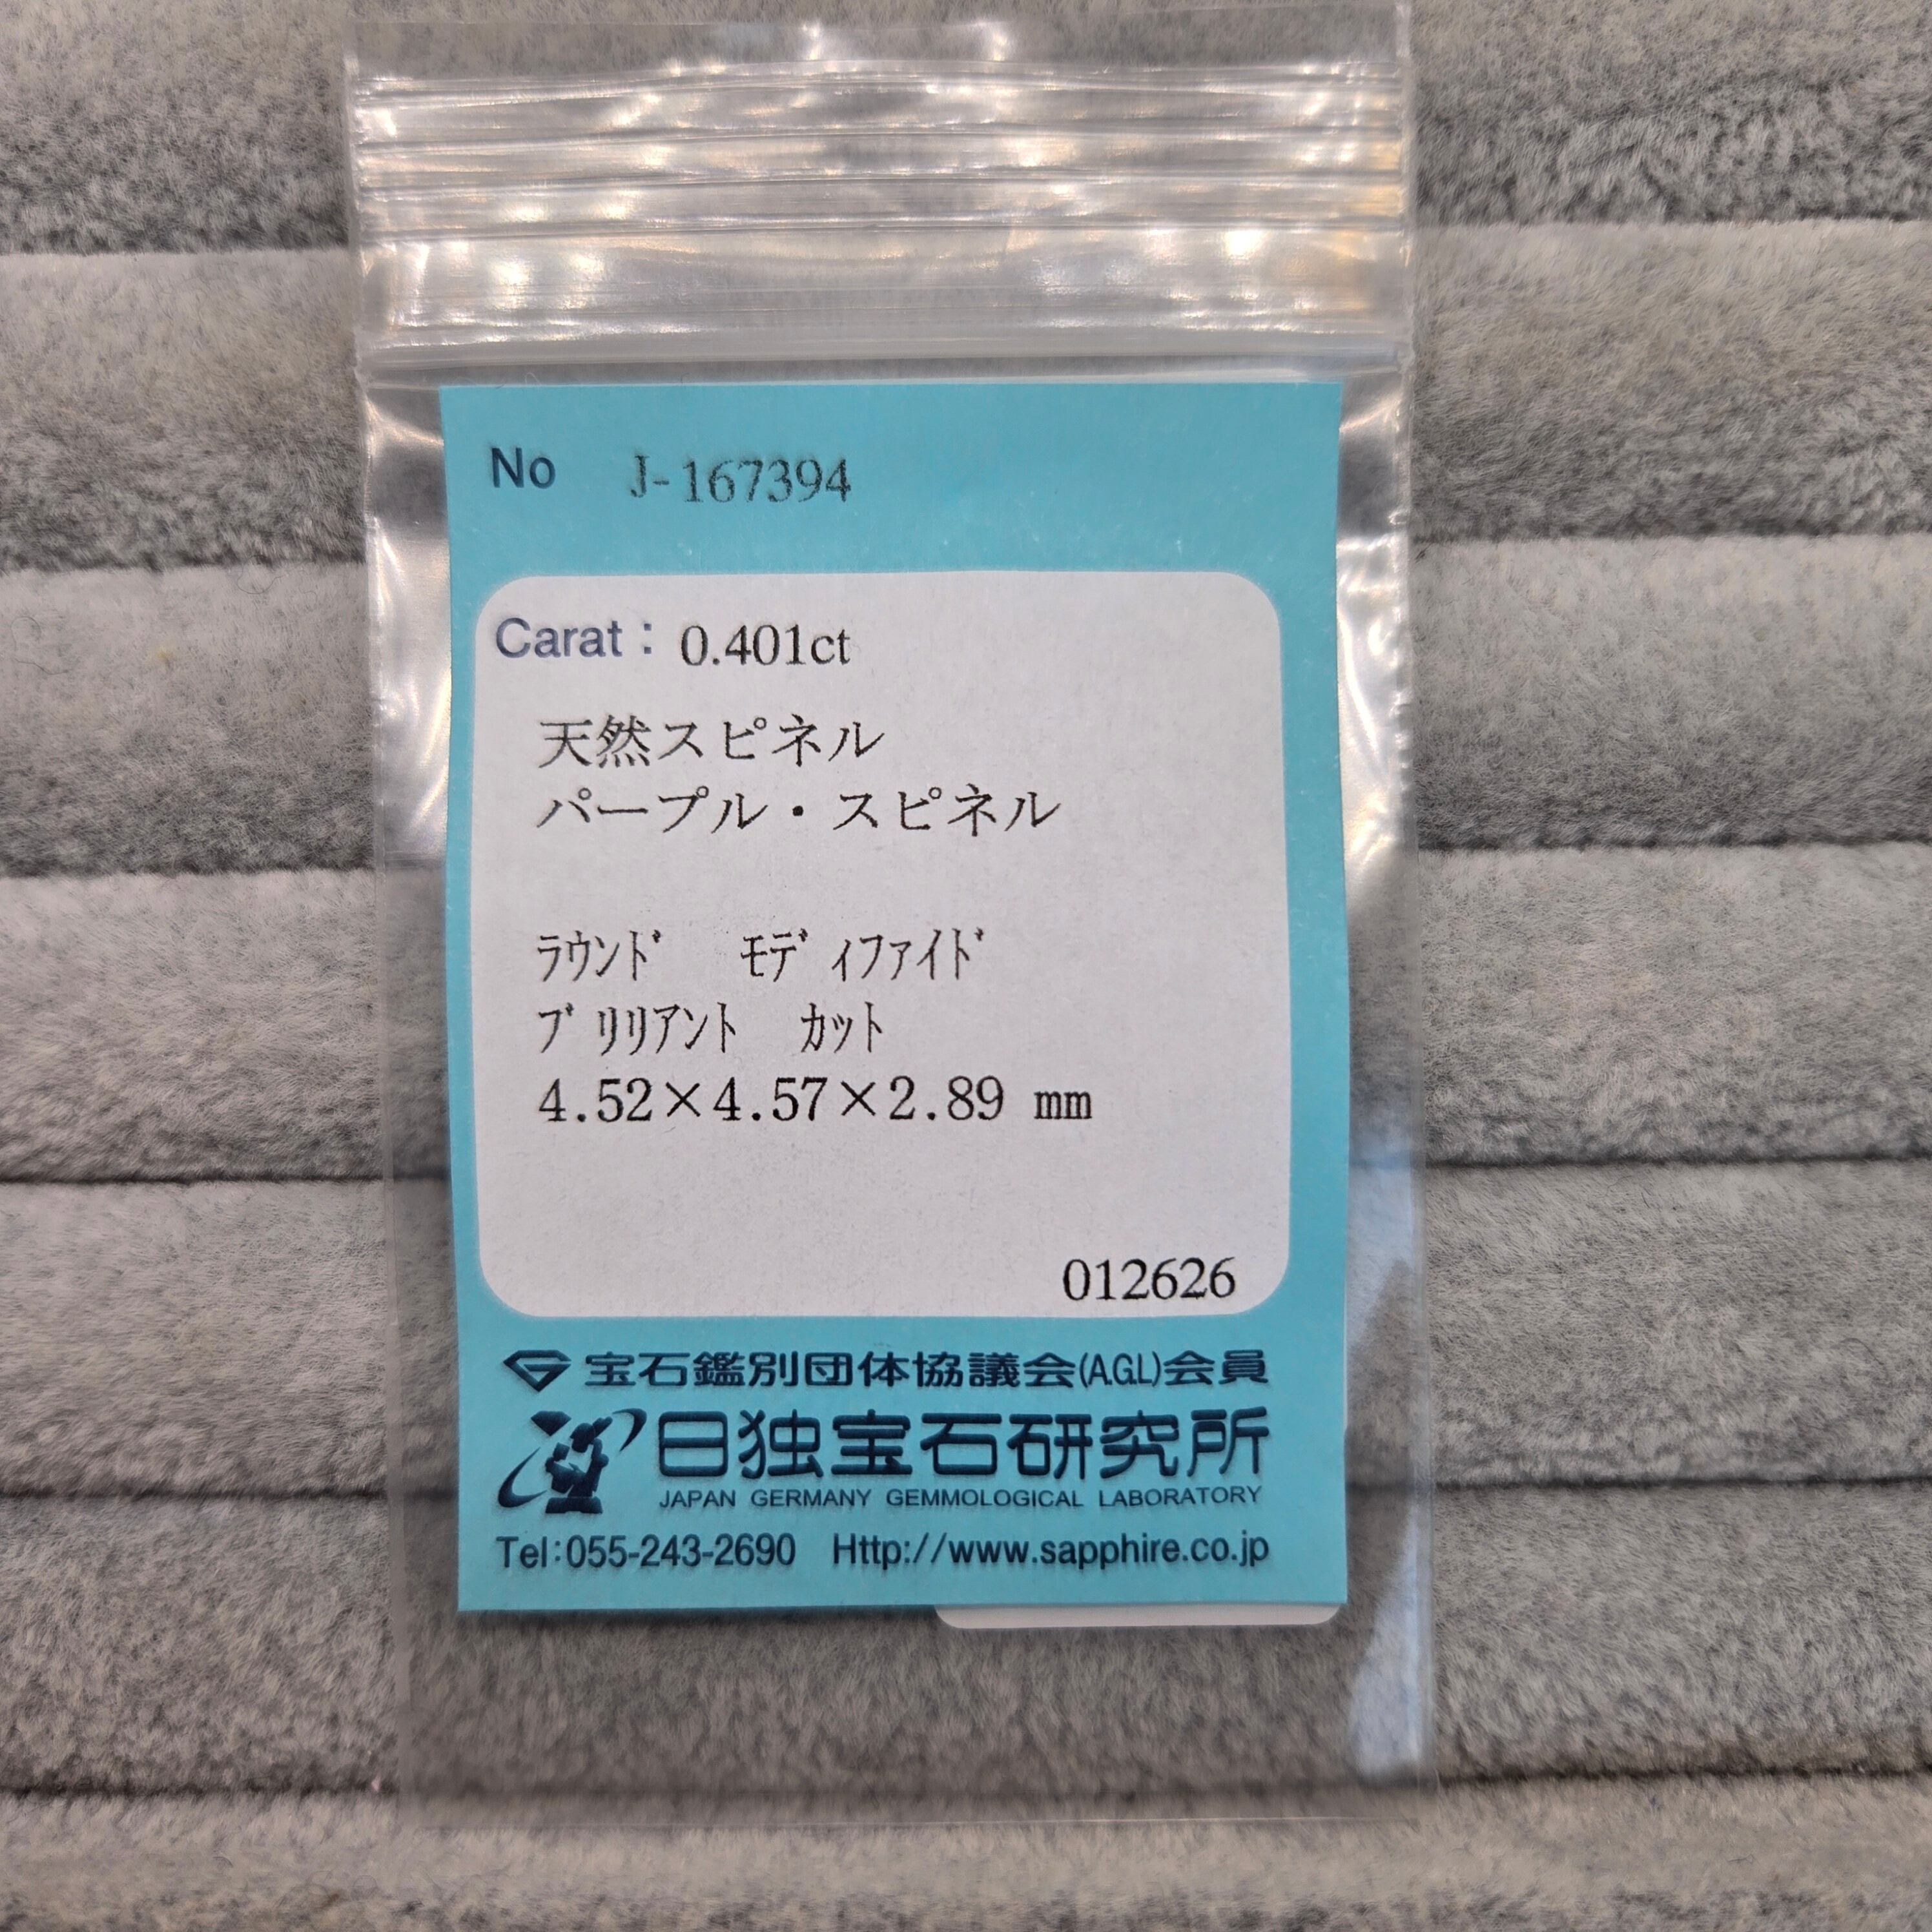 No J-167394
Carat: 0.401ct
天然スピネル
パープル・スピネル
ﾗｳﾝﾄﾞ ﾓﾃﾞｨﾌｧｲﾄﾞ
ﾌﾞﾘﾘｱﾝﾄ ｶｯﾄ
4.52×4.57×2.89 mm
012626
宝石鑑別団体協議会(A.G.L)会員
日独宝石研究所
JAPAN GERMANY GEMMOLOGICAL LABORATORY
Tel:055-243-2690 Http://www.sapphire.co.jp